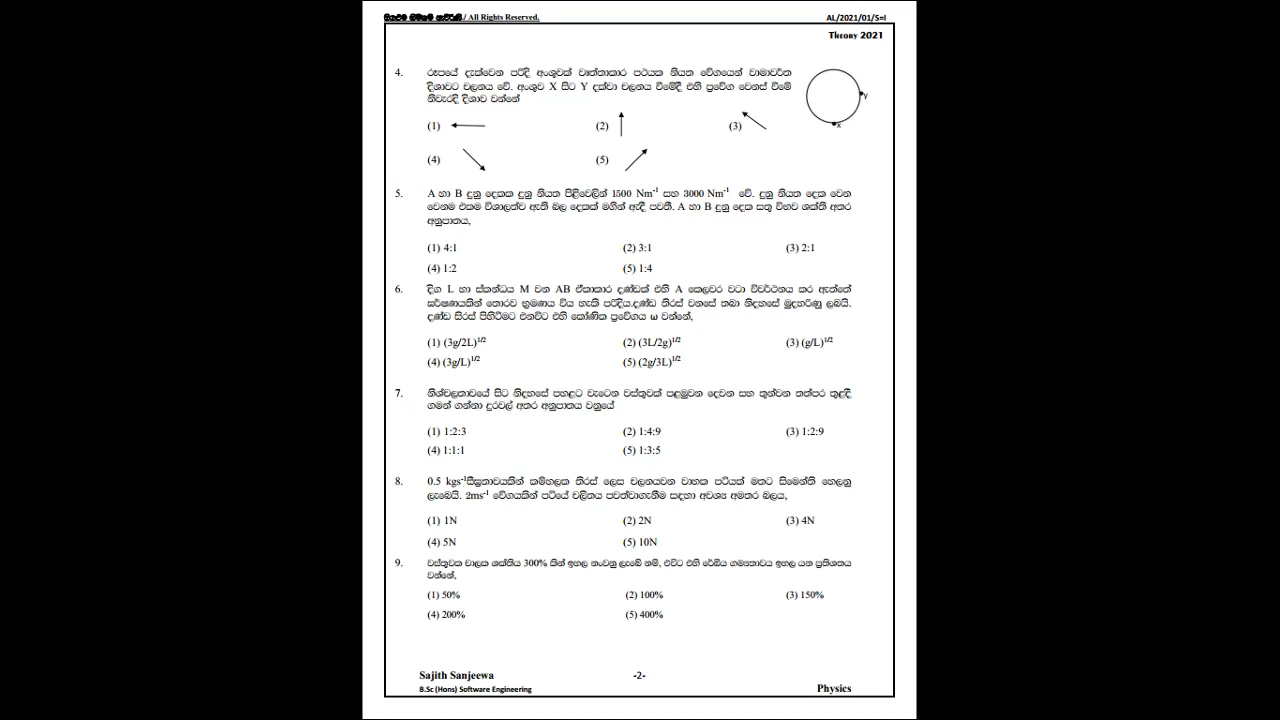 / All Rights Reserved. AL/2021/01/S=I
Theory 2021
4. රූපයේ දැක්වෙන පරිදි අංශුවක් වෘත්තාකාර පථයක නියත වේගයෙන් වාමාවර්ත
දිශාවට චලනය වේ. අංශුව X සිට Y දක්වා චලනය වීමේදී එහි ප්‍රවේග වෙනස් වීමේ
නිවැරදි දිශාව වන්නේ
y
x
(1) (2) (3)
(4) (5)
5. A හා B දුනු දෙකක දුනු නියත පිළිවෙලින් 1500 Nm⁻¹ සහ 3000 Nm⁻¹ වේ. දුනු නියත දෙක වෙන
වෙනම එකම විශාලත්ව ඇති බල දෙකක් මගින් ඇදී පවතී. A හා B දුනු දෙක සතු විභව ශක්ති අතර
අනුපාතය,
(1) 4:1 (2) 3:1 (3) 2:1
(4) 1:2 (5) 1:4
6. දිග L හා ස්කන්ධය M වන AB ඒකාකාර දණ්ඩක් එහි A කෙලවර වටා විවර්ථනය කර ඇත්තේ
ඝර්ෂණයකින් තොරව භ්‍රමණය විය හැකි පරිදිය.දණ්ඩ තිරස් වනසේ තබා නිදහසේ මුදහරිණු ලබයි.
දණ්ඩ සිරස් පිහිටීමට එනවිට එහි කෝණික ප්‍රවේගය ω වන්නේ,
(1) (3g/2L)^1/2 (2) (3L/2g)^1/2 (3) (g/L)^1/2
(4) (3g/L)^1/2 (5) (2g/3L)^1/2
7. නිශ්චලතාවයේ සිට නිදහසේ පහළට වැටෙන වස්තුවක් පළමුවන දෙවන සහ තුන්වන තත්පර තුළදී
ගමන් ගන්නා දුරවල් අතර අනුපාතය වනුයේ
(1) 1:2:3 (2) 1:4:9 (3) 1:2:9
(4) 1:1:1 (5) 1:3:5
8. 0.5 kgs⁻¹සීඝ්‍රතාවයකින් කම්හලක තිරස් ලෙස චලනයවන වාහක පටියක් මතට සිමෙන්ති හෙලනු
ලැබෙයි. 2ms⁻¹ වේගයකින් පටියේ චලිතය පවත්වාගැනීම සඳහා අවශ්‍ය අමතර බලය,
(1) 1N (2) 2N (3) 4N
(4) 5N (5) 10N
9. වස්තුවක චාලක ශක්තිය 300% කින් ඉහල නංවනු ලැබේ නම්, එවිට එහි රේඛීය ගම්‍යතාවය ඉහල යන ප්‍රතිශතය
වන්නේ,
(1) 50% (2) 100% (3) 150%
(4) 200% (5) 400%
Sajith Sanjeewa -2-
B.Sc (Hons) Software Engineering Physics